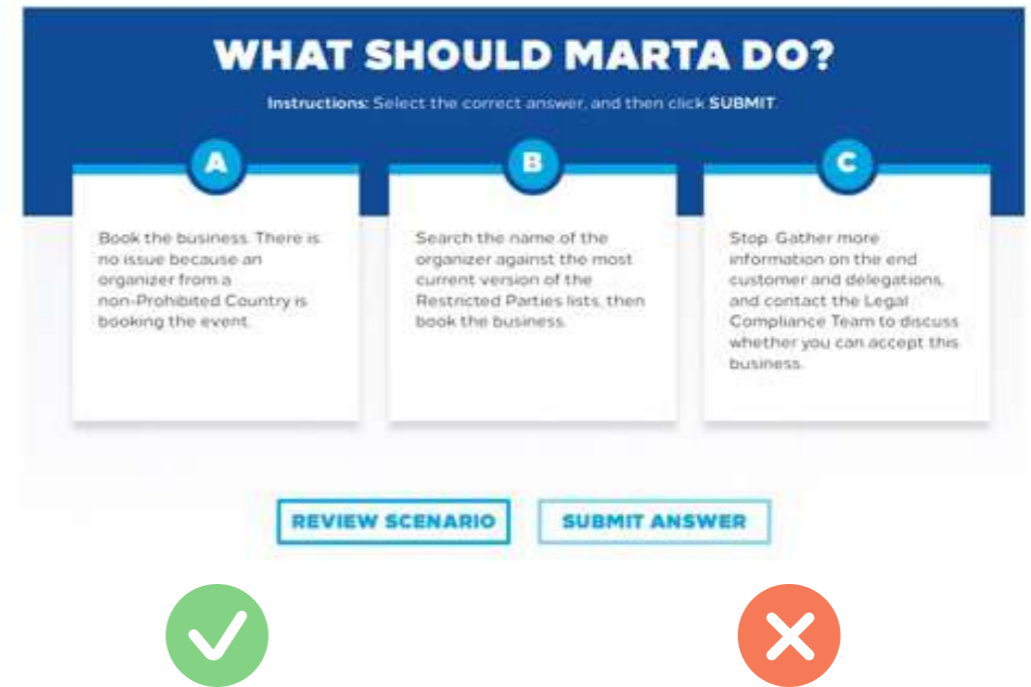 WHAT SHOULD MARTA DO?
Instructions: Select the correct answer, and then click SUBMIT.
A
Book the business. There is
no issue because an
organizer from a
non-Prohibited Country is
booking the event.
B
Search the name of the
organizer against the most
current version of the
Restricted Parties lists, then
book the business.
C
Stop. Gather more
information on the end
customer and delegations,
and contact the Legal
Compliance Team to discuss
whether you can accept this
business.
REVIEW SCENARIO
SUBMIT ANSWER